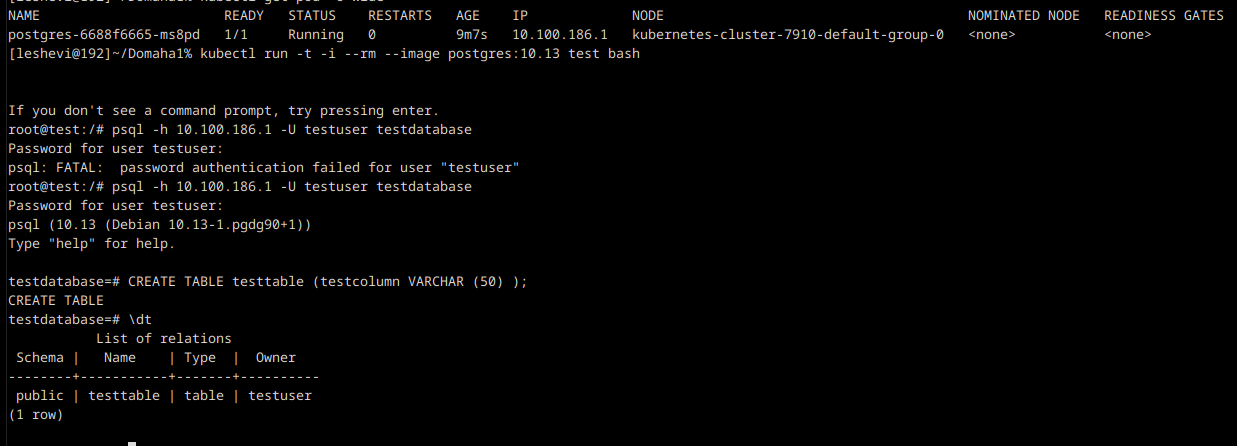 NAME READY STATUS RESTARTS AGE IP NODE NOMINATED NODE READINESS GATES
postgres-6688f6665-ms8pd 1/1 Running 0 9m7s 10.100.186.1 kubernetes-cluster-7910-default-group-0 <none> <none>
[leshevi@192]~/Domaha1% kubectl run -t -i --rm --image postgres:10.13 test bash
If you don't see a command prompt, try pressing enter.
root@test:/# psql -h 10.100.186.1 -U testuser testdatabase
Password for user testuser:
psql: FATAL:  password authentication failed for user "testuser"
root@test:/# psql -h 10.100.186.1 -U testuser testdatabase
Password for user testuser:
psql (10.13 (Debian 10.13-1.pgdg90+1))
Type "help" for help.
testdatabase=# CREATE TABLE testtable (testcolumn VARCHAR (50) );
CREATE TABLE
testdatabase=# \dt
List of relations
Schema | Name | Type | Owner
--------+-----------+-------+----------
public | testtable | table | testuser
(1 row)